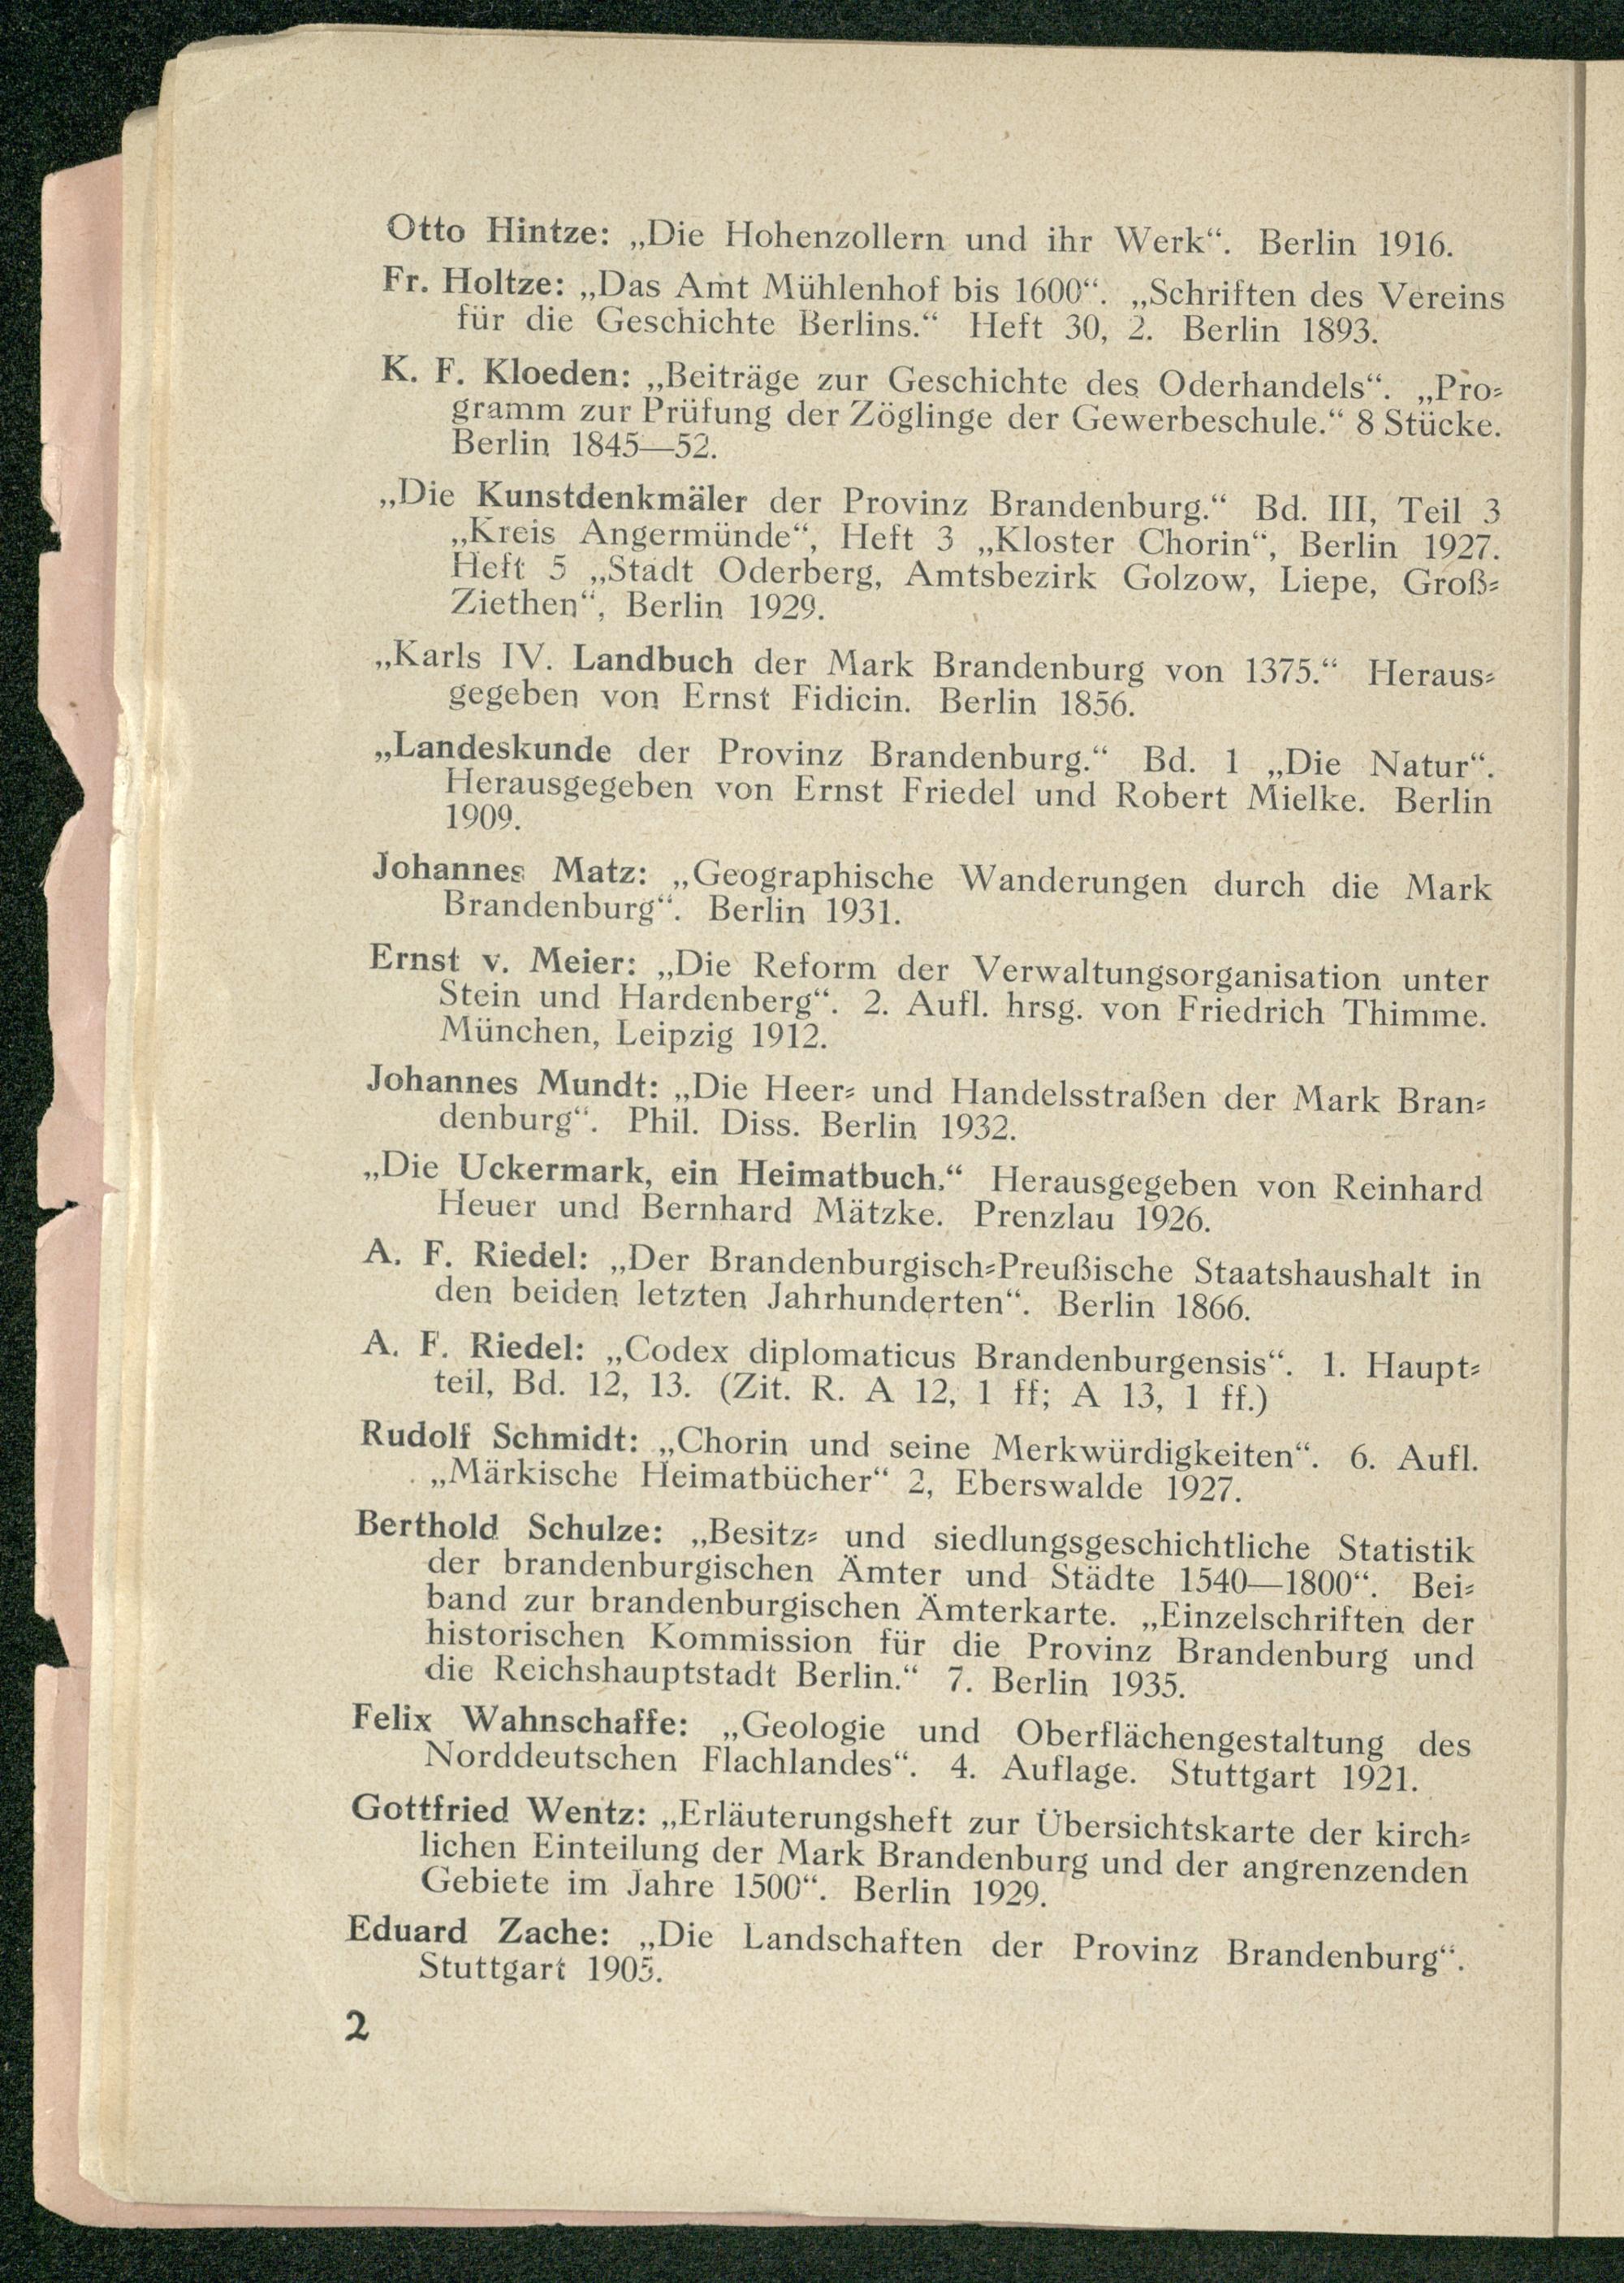 Otto Hintze: „Die Hohenzollern und ihr Werk“. Berlin 1916.
Fr. Holtze: „Das Amt Mühlenhof bis 1600“. „Schriften des Vereins
für die Geschichte Berlins.“ Heft 30, 2. Berlin 1893.
K. F. Kloeden: „Beiträge zur Geschichte des Oderhandels“. „Pro⸗
gramm zur Prüfung der Zöglinge der Gewerbeschule.“ 8 Stücke.
Berlin 1845—52.
„Die Kunstdenkmäler der Provinz Brandenburg.“ Bd. III, Teil 3
„Kreis Angermünde“, Heft 3 „Kloster Chorin“, Berlin 1927.
Heft 5 „Stadt Oderberg, Amtsbezirk Golzow, Liepe, Groß⸗
Ziethen“, Berlin 1929.
„Karls IV. Landbuch der Mark Brandenburg von 1375.“ Heraus⸗
gegeben von Ernst Fidicin. Berlin 1856.
„Landeskunde der Provinz Brandenburg.“ Bd. 1 „Die Natur“.
Herausgegeben von Ernst Friedel und Robert Mielke. Berlin
1909.
Johannes Matz: „Geographische Wanderungen durch die Mark
Brandenburg“. Berlin 1931.
Ernst v. Meier: „Die Reform der Verwaltungsorganisation unter
Stein und Hardenberg“. 2. Aufl. hrsg. von Friedrich Thimme.
München, Leipzig 1912.
Johannes Mundt: „Die Heer⸗ und Handelsstraßen der Mark Bran⸗
denburg“. Phil. Diss. Berlin 1932.
„Die Uckermark, ein Heimatbuch.“ Herausgegeben von Reinhard
Heuer und Bernhard Mätzke. Prenzlau 1926.
A. F. Riedel: „Der Brandenburgisch⸗Preußische Staatshaushalt in
den beiden letzten Jahrhunderten“. Berlin 1866.
A. F. Riedel: „Codex diplomaticus Brandenburgensis“. 1. Haupt⸗
teil, Bd. 12, 13. (Zit. R. A 12, 1 ff; A 13, 1 ff.)
Rudolf Schmidt: „Chorin und seine Merkwürdigkeiten“. 6. Aufl.
„Märkische Heimatbücher“ 2, Eberswalde 1927.
Berthold Schulze: „Besitz⸗ und siedlungsgeschichtliche Statistik
der brandenburgischen Ämter und Städte 1540—1800“. Bei⸗
band zur brandenburgischen Ämterkarte. „Einzelschriften der
historischen Kommission für die Provinz Brandenburg und
die Reichshauptstadt Berlin.“ 7. Berlin 1935.
Felix Wahnschaffe: „Geologie und Oberflächengestaltung des
Norddeutschen Flachlandes“. 4. Auflage. Stuttgart 1921.
Gottfried Wentz: „Erläuterungsheft zur Übersichtskarte der kirch⸗
lichen Einteilung der Mark Brandenburg und der angrenzenden
Gebiete im Jahre 1500“. Berlin 1929.
Eduard Zache: „Die Landschaften der Provinz Brandenburg“.
Stuttgart 1905.
2